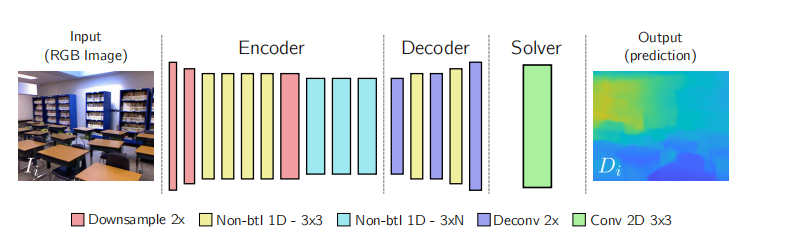 Input
(RGB Image)
Encoder
Decoder
Solver
Output
(prediction)
I_i
D_i
Downsample 2x
Non-btl 1D - 3x3
Non-btl 1D - 3xN
Deconv 2x
Conv 2D 3x3